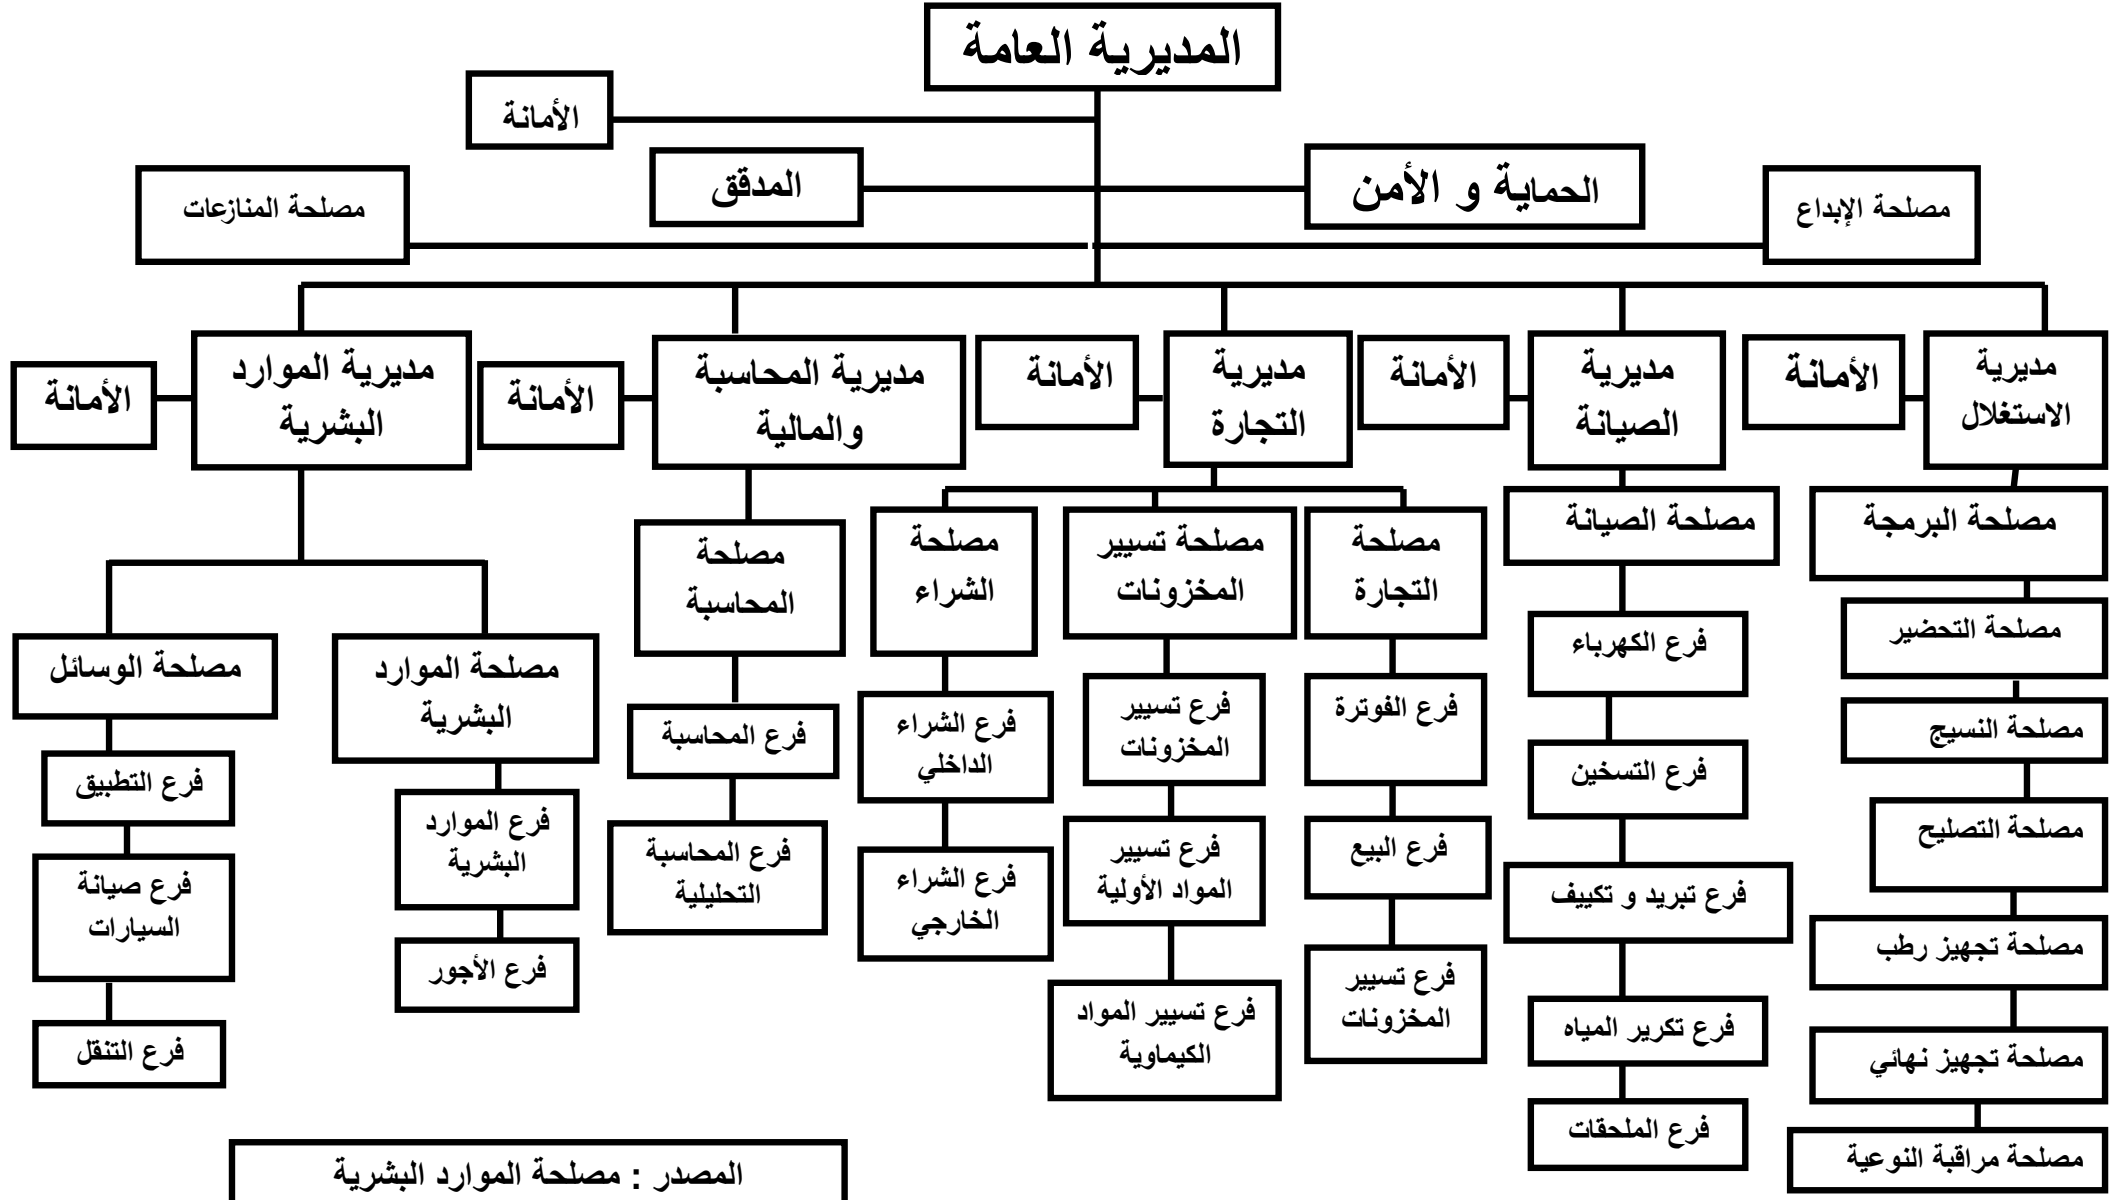 المديرية العامة
الأمانة
الحماية و الأمن
المدقق
مصلحة الإبداع
مصلحة المنازعات
مديرية
الاستغلال
الأمانة
مديرية
الصيانة
الأمانة
مديرية
التجارة
الأمانة
مديرية المحاسبة
والمالية
الأمانة
مديرية الموارد
البشرية
الأمانة
مصلحة البرمجة
مصلحة التحضير
مصلحة النسيج
مصلحة التصليح
مصلحة تجهيز رطب
مصلحة تجهيز نهائي
مصلحة مراقبة النوعية
مصلحة الصيانة
فرع الكهرباء
فرع التسخين
فرع تبريد و تكييف
فرع تكرير المياه
فرع الملحقات
مصلحة
التجارة
فرع الفوترة
فرع البيع
فرع تسيير
المخزونات
مصلحة تسيير
المخزونات
فرع تسيير
المخزونات
فرع تسيير
المواد الأولية
فرع تسيير المواد
الكيماوية
مصلحة
الشراء
فرع الشراء
الداخلي
فرع الشراء
الخارجي
مصلحة
المحاسبة
فرع المحاسبة
فرع المحاسبة
التحليلية
مصلحة الموارد
البشرية
فرع الموارد
البشرية
فرع الأجور
مصلحة الوسائل
فرع التطبيق
فرع صيانة
السيارات
فرع التنقل
المصدر : مصلحة الموارد البشرية